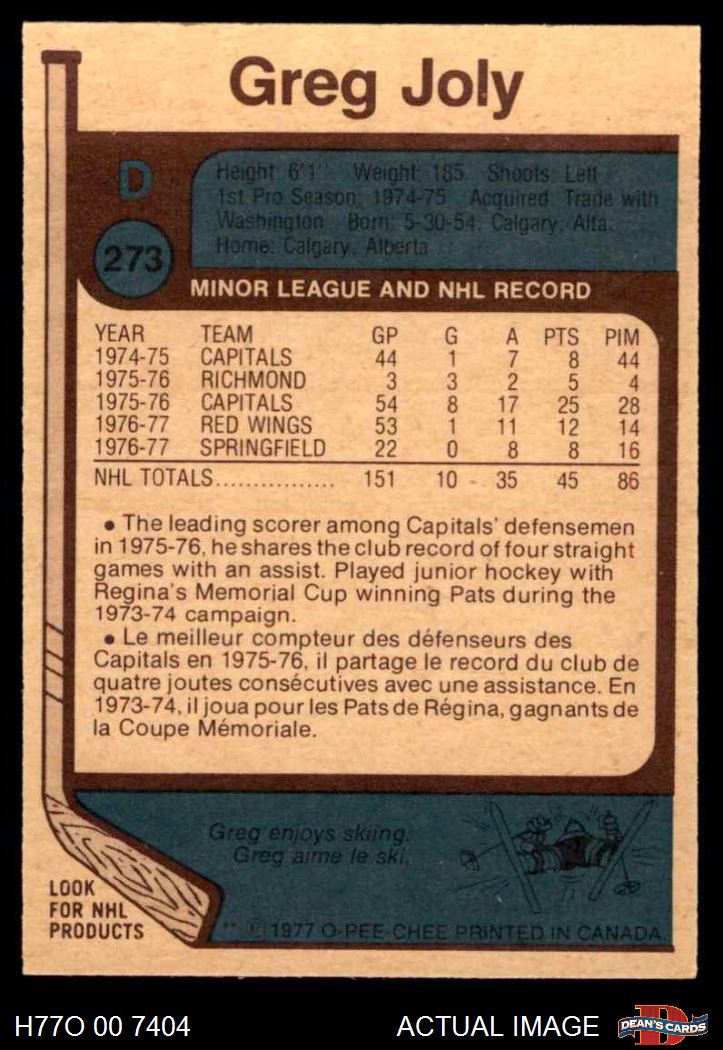 Greg Joly
D
Height: 6'1" Weight: 185 Shoots: Left
1st Pro Season: 1974-75 Acquired: Trade with
Washington Born: 5-30-54, Calgary, Alta.
Home: Calgary, Alberta
273
MINOR LEAGUE AND NHL RECORD
YEAR TEAM GP G A PTS PIM
1974-75 CAPITALS 44 1 7 8 44
1975-76 RICHMOND 3 3 2 5 4
1975-76 CAPITALS 54 8 17 25 28
1976-77 RED WINGS 53 1 11 12 14
1976-77 SPRINGFIELD 22 0 8 8 16
NHL TOTALS................ 151 10 35 45 86
• The leading scorer among Capitals' defensemen
in 1975-76, he shares the club record of four straight
games with an assist. Played junior hockey with
Regina's Memorial Cup winning Pats during the
1973-74 campaign.
• Le meilleur compteur des défenseurs des
Capitals en 1975-76, il partage le record du club de
quatre joutes consécutives avec une assistance. En
1973-74, il joua pour les Pats de Régina, gagnants de
la Coupe Mémoriale.
Greg enjoys skiing.
Greg aime le ski.
LOOK
FOR NHL
PRODUCTS
** © 1977 O-PEE-CHEE PRINTED IN CANADA.
H77O 00 7404
ACTUAL IMAGE
D
DEAN'S CARDS